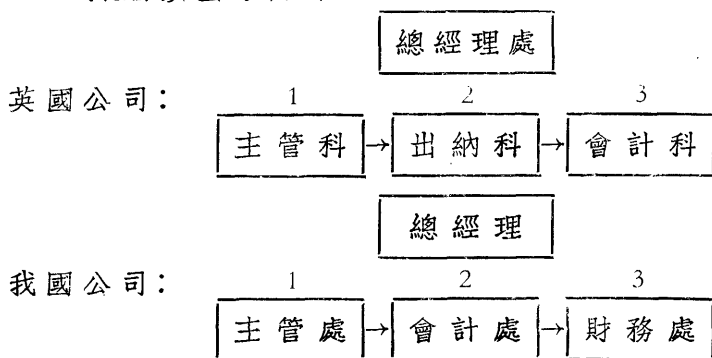 總經理處
英國公司：
1 2 3
主管科→出納科→會計科
總經理
我國公司：
1 2 3
主管處→會計處→財務處